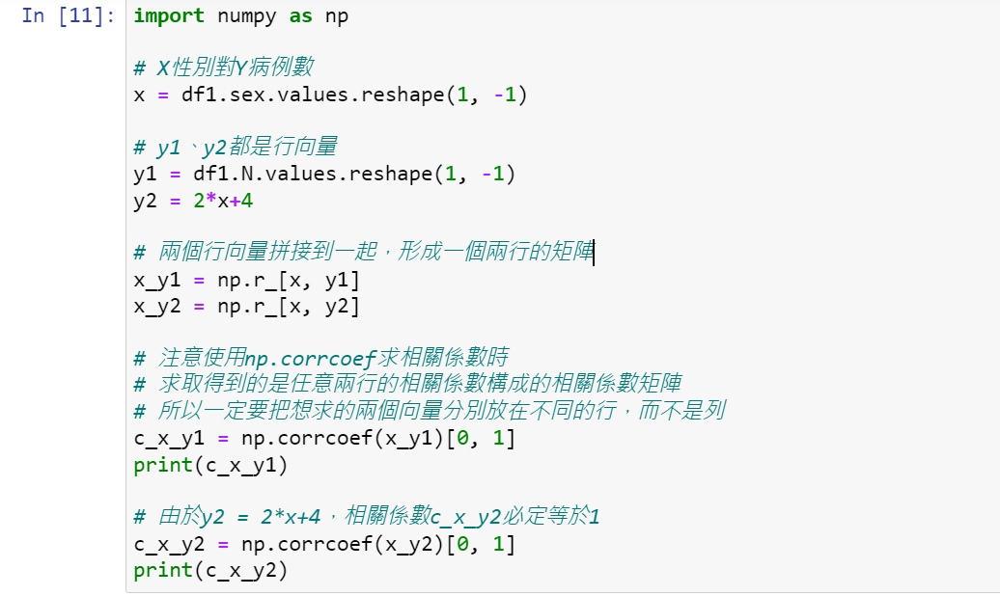 In [11]: import numpy as np
# X性別對Y病例數
x = df1.sex.values.reshape(1, -1)
# y1、y2都是行向量
y1 = df1.N.values.reshape(1, -1)
y2 = 2*x+4
# 兩個行向量拼接到一起，形成一個兩行的矩陣
x_y1 = np.r_[x, y1]
x_y2 = np.r_[x, y2]
# 注意使用np.corrcoef求相關係數時
# 求取得到的是任意兩行的相關係數構成的相關係數矩陣
# 所以一定要把想求的兩個向量分別放在不同的行，而不是列
c_x_y1 = np.corrcoef(x_y1)[0, 1]
print(c_x_y1)
# 由於y2 = 2*x+4，相關係數c_x_y2必定等於1
c_x_y2 = np.corrcoef(x_y2)[0, 1]
print(c_x_y2)